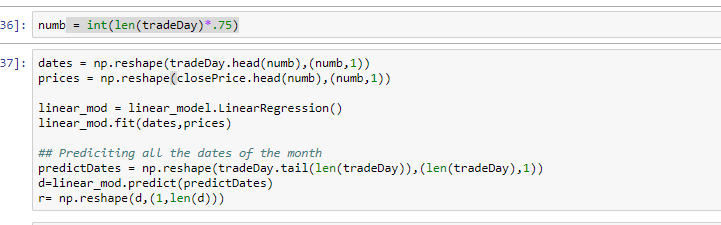 36]: numb = int(len(tradeDay)*.75)
37]: dates = np.reshape(tradeDay.head(numb),(numb,1))
prices = np.reshape(closePrice.head(numb),(numb,1))
linear_mod = linear_model.LinearRegression()
linear_mod.fit(dates,prices)
## Prediciting all the dates of the month
predictDates = np.reshape(tradeDay.tail(len(tradeDay)),(len(tradeDay),1))
d=linear_mod.predict(predictDates)
r= np.reshape(d,(1,len(d)))